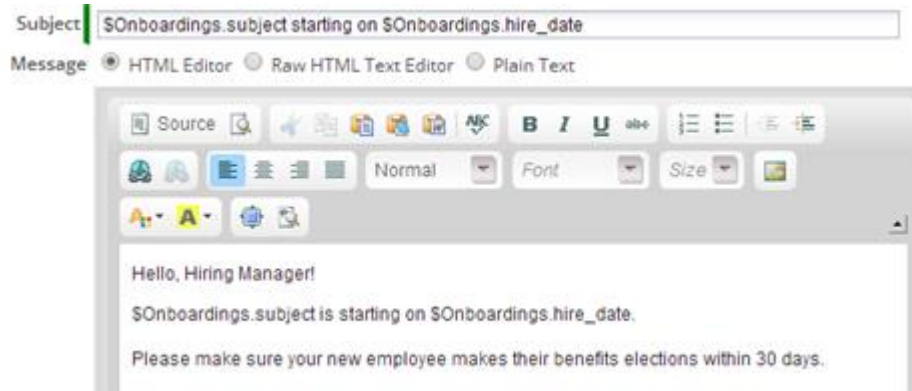 Subject $Onboardings.subject starting on $Onboardings.hire_date
Message HTML Editor Raw HTML Text Editor Plain Text
Source ABC B I U abc
Normal Font Size
A A
Hello, Hiring Manager!
$Onboardings.subject is starting on $Onboardings.hire_date.
Please make sure your new employee makes their benefits elections within 30 days.